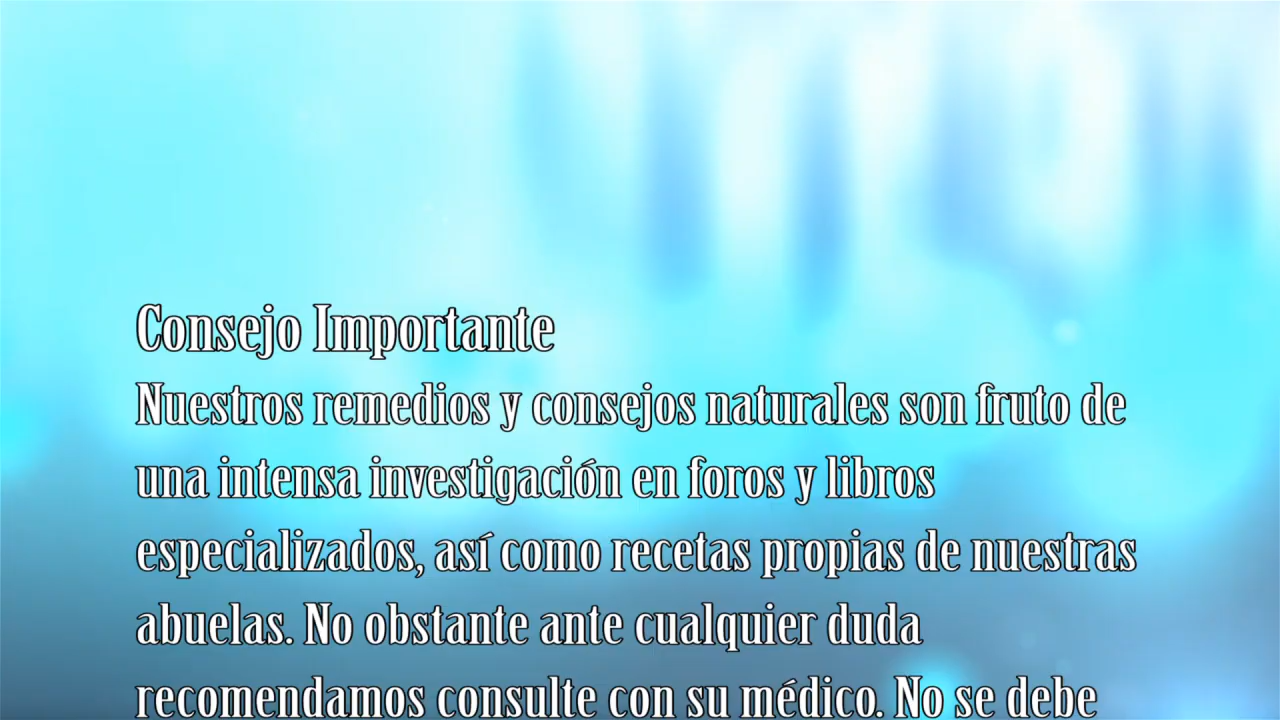 Consejo Importante
Nuestros remedios y consejos naturales son fruto de
una intensa investigación en foros y libros
especializados, así como recetas propias de nuestras
abuelas. No obstante ante cualquier duda
recomendamos consulte con su médico. No se debe